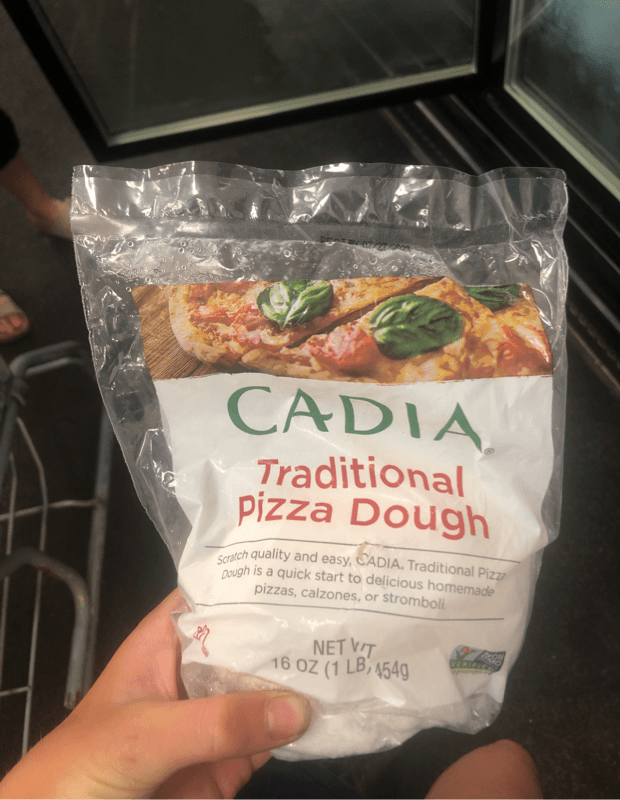 CADIA®
Traditional
Pizza Dough
Scratch quality and easy, CADIA. Traditional Pizza
Dough is a quick start to delicious homemade
pizzas, calzones, or stromboli.
NET WT
16 OZ (1 LB) 454g
VERIFIED